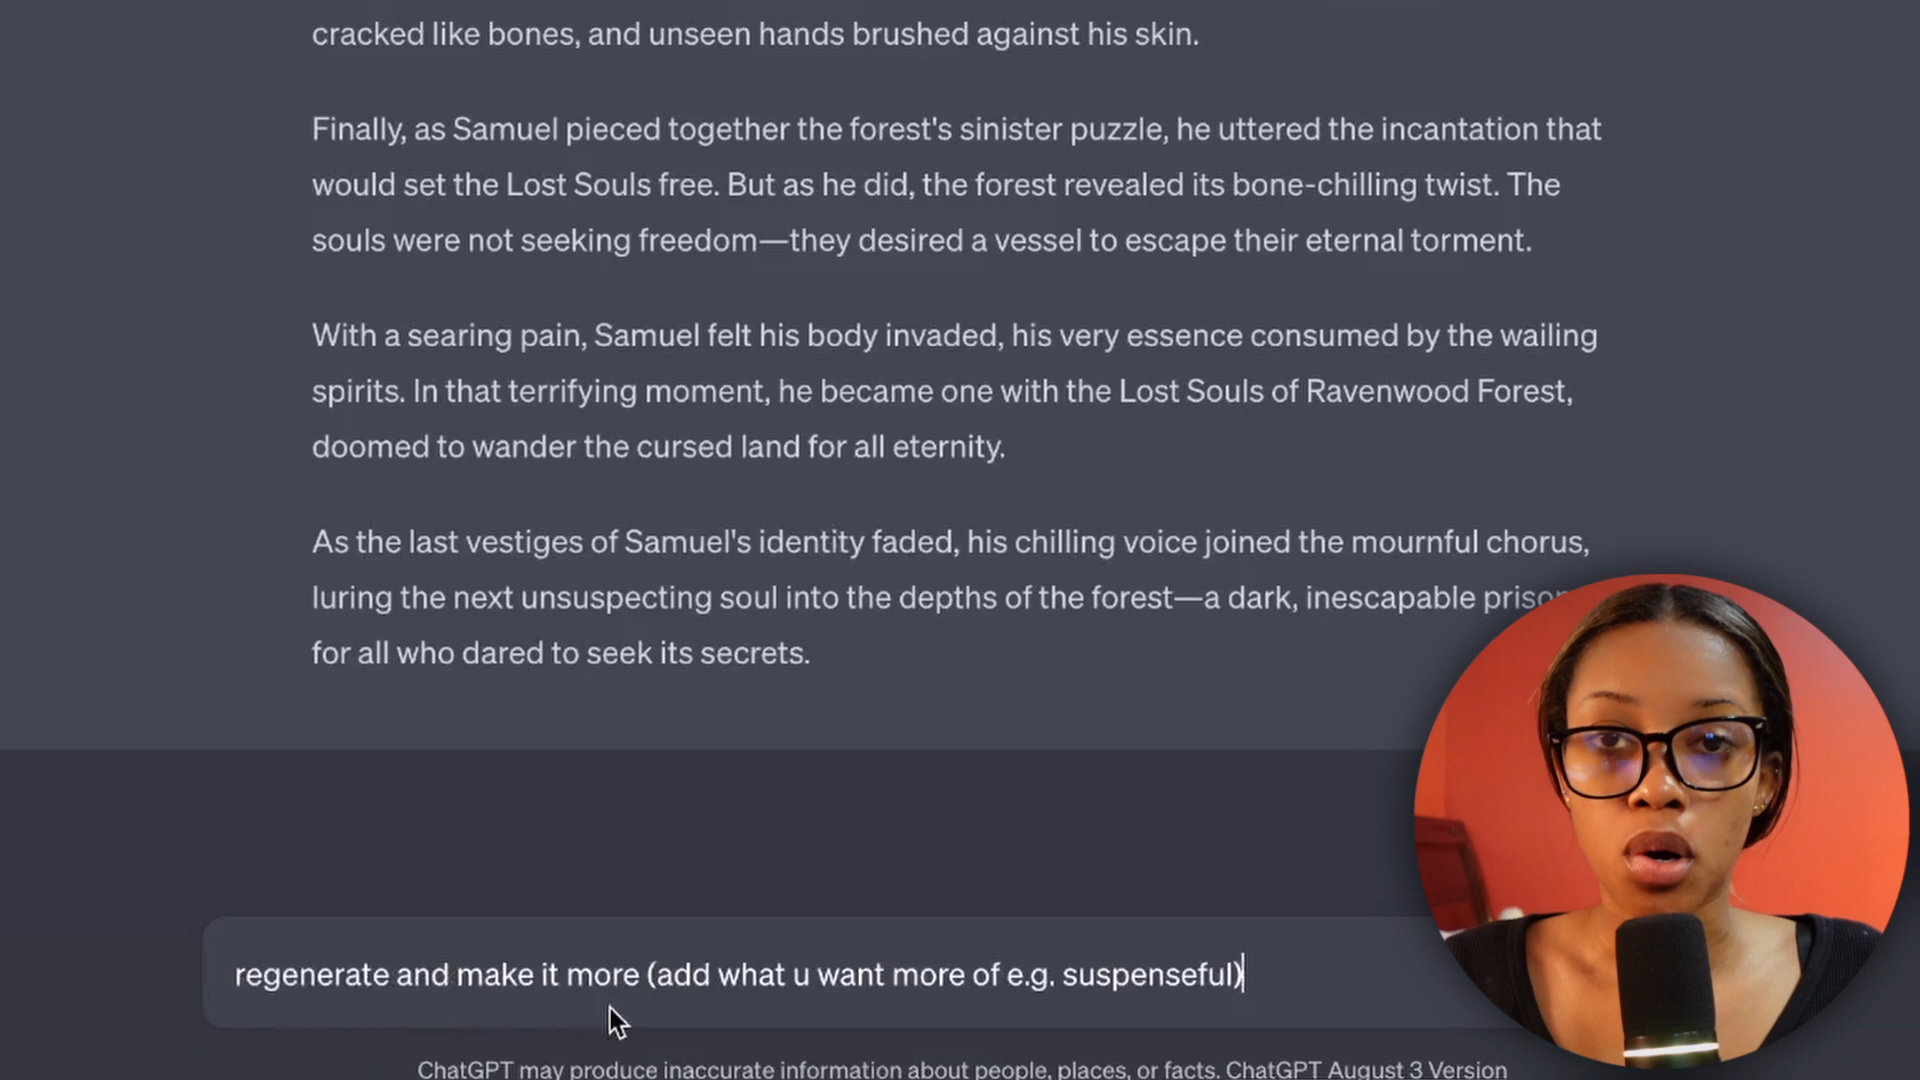 cracked like bones, and unseen hands brushed against his skin.
Finally, as Samuel pieced together the forest's sinister puzzle, he uttered the incantation that
would set the Lost Souls free. But as he did, the forest revealed its bone-chilling twist. The
souls were not seeking freedom—they desired a vessel to escape their eternal torment.
With a searing pain, Samuel felt his body invaded, his very essence consumed by the wailing
spirits. In that terrifying moment, he became one with the Lost Souls of Ravenwood Forest,
doomed to wander the cursed land for all eternity.
As the last vestiges of Samuel's identity faded, his chilling voice joined the mournful chorus,
luring the next unsuspecting soul into the depths of the forest—a dark, inescapable prison
for all who dared to seek its secrets.
regenerate and make it more (add what u want more of e.g. suspenseful)
ChatGPT may produce inaccurate information about people, places, or facts. ChatGPT August 3 Version